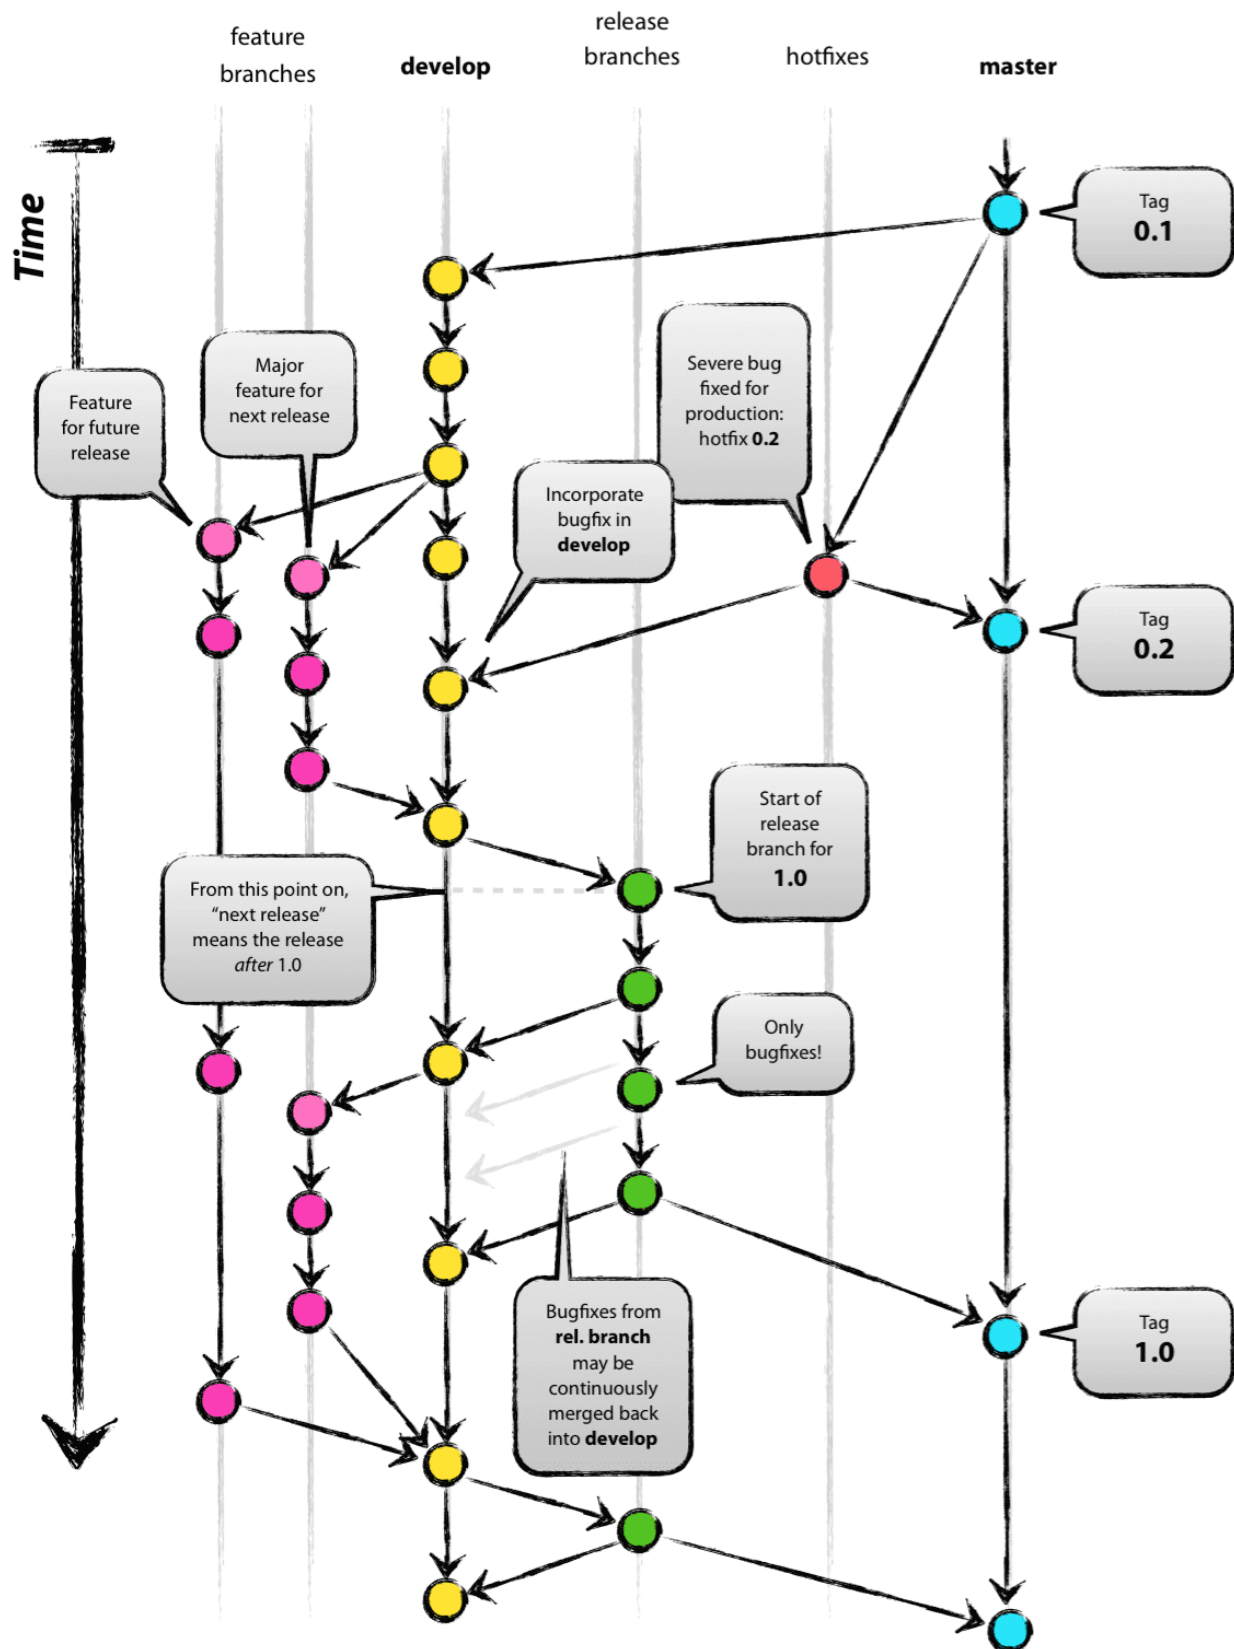 feature
branches
develop
release
branches
hotfixes
master
Time
Tag
0.1
Major
feature for
next release
Feature
for future
release
Severe bug
fixed for
production:
hotfix 0.2
Incorporate
bugfix in
develop
Tag
0.2
Start of
release
branch for
1.0
From this point on,
“next release”
means the release
after 1.0
Only
bugfixes!
Bugfixes from
rel. branch
may be
continuously
merged back
into develop
Tag
1.0